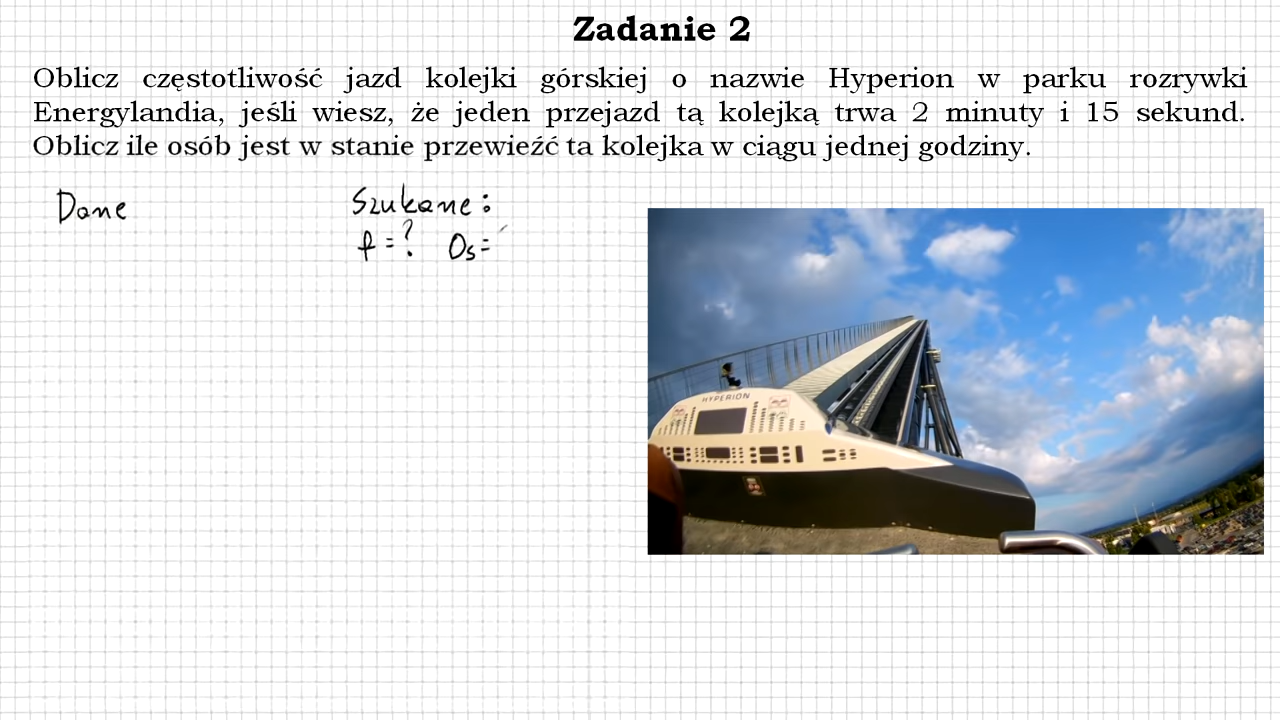 Zadanie 2
Oblicz częstotliwość jazd kolejki górskiej o nazwie Hyperion w parku rozrywki
Energylandia, jeśli wiesz, że jeden przejazd tą kolejką trwa 2 minuty i 15 sekund.
Oblicz ile osób jest w stanie przewieźć ta kolejka w ciągu jednej godziny.
Dane
Szukane:
f = ? Os =
HYPERION